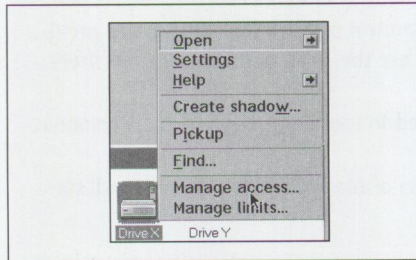 Open
Settings
Help
Create shadow...
Pickup
Find...
Manage access...
Manage limits...
Drive X Drive Y